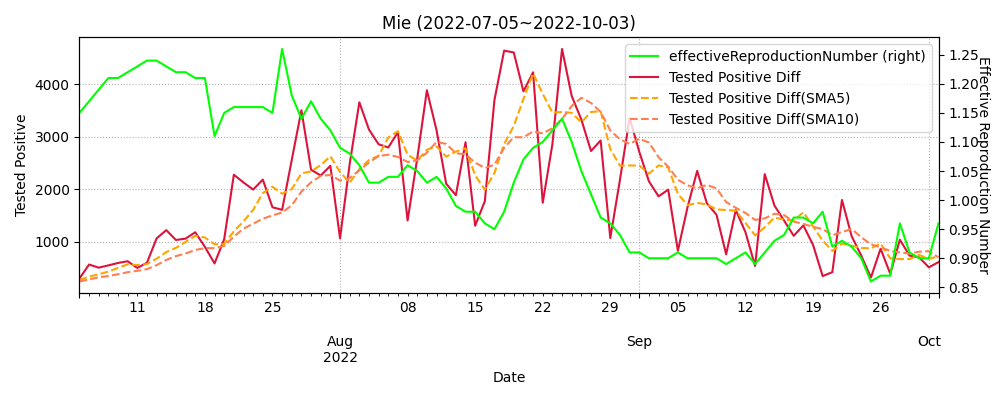 Mie (2022-07-05~2022-10-03)
effectiveReproductionNumber (right)
Tested Positive Diff
Tested Positive Diff(SMA5)
Tested Positive Diff(SMA10)
Tested Positive
4000
3000
2000
1000
1.25
1.20
1.15
1.10
1.05
1.00
0.95
0.90
0.85
Effective Reproduction Number
11 18 25 08 15 22 29 05 12 19 26
Aug Sep Oct
2022
Date